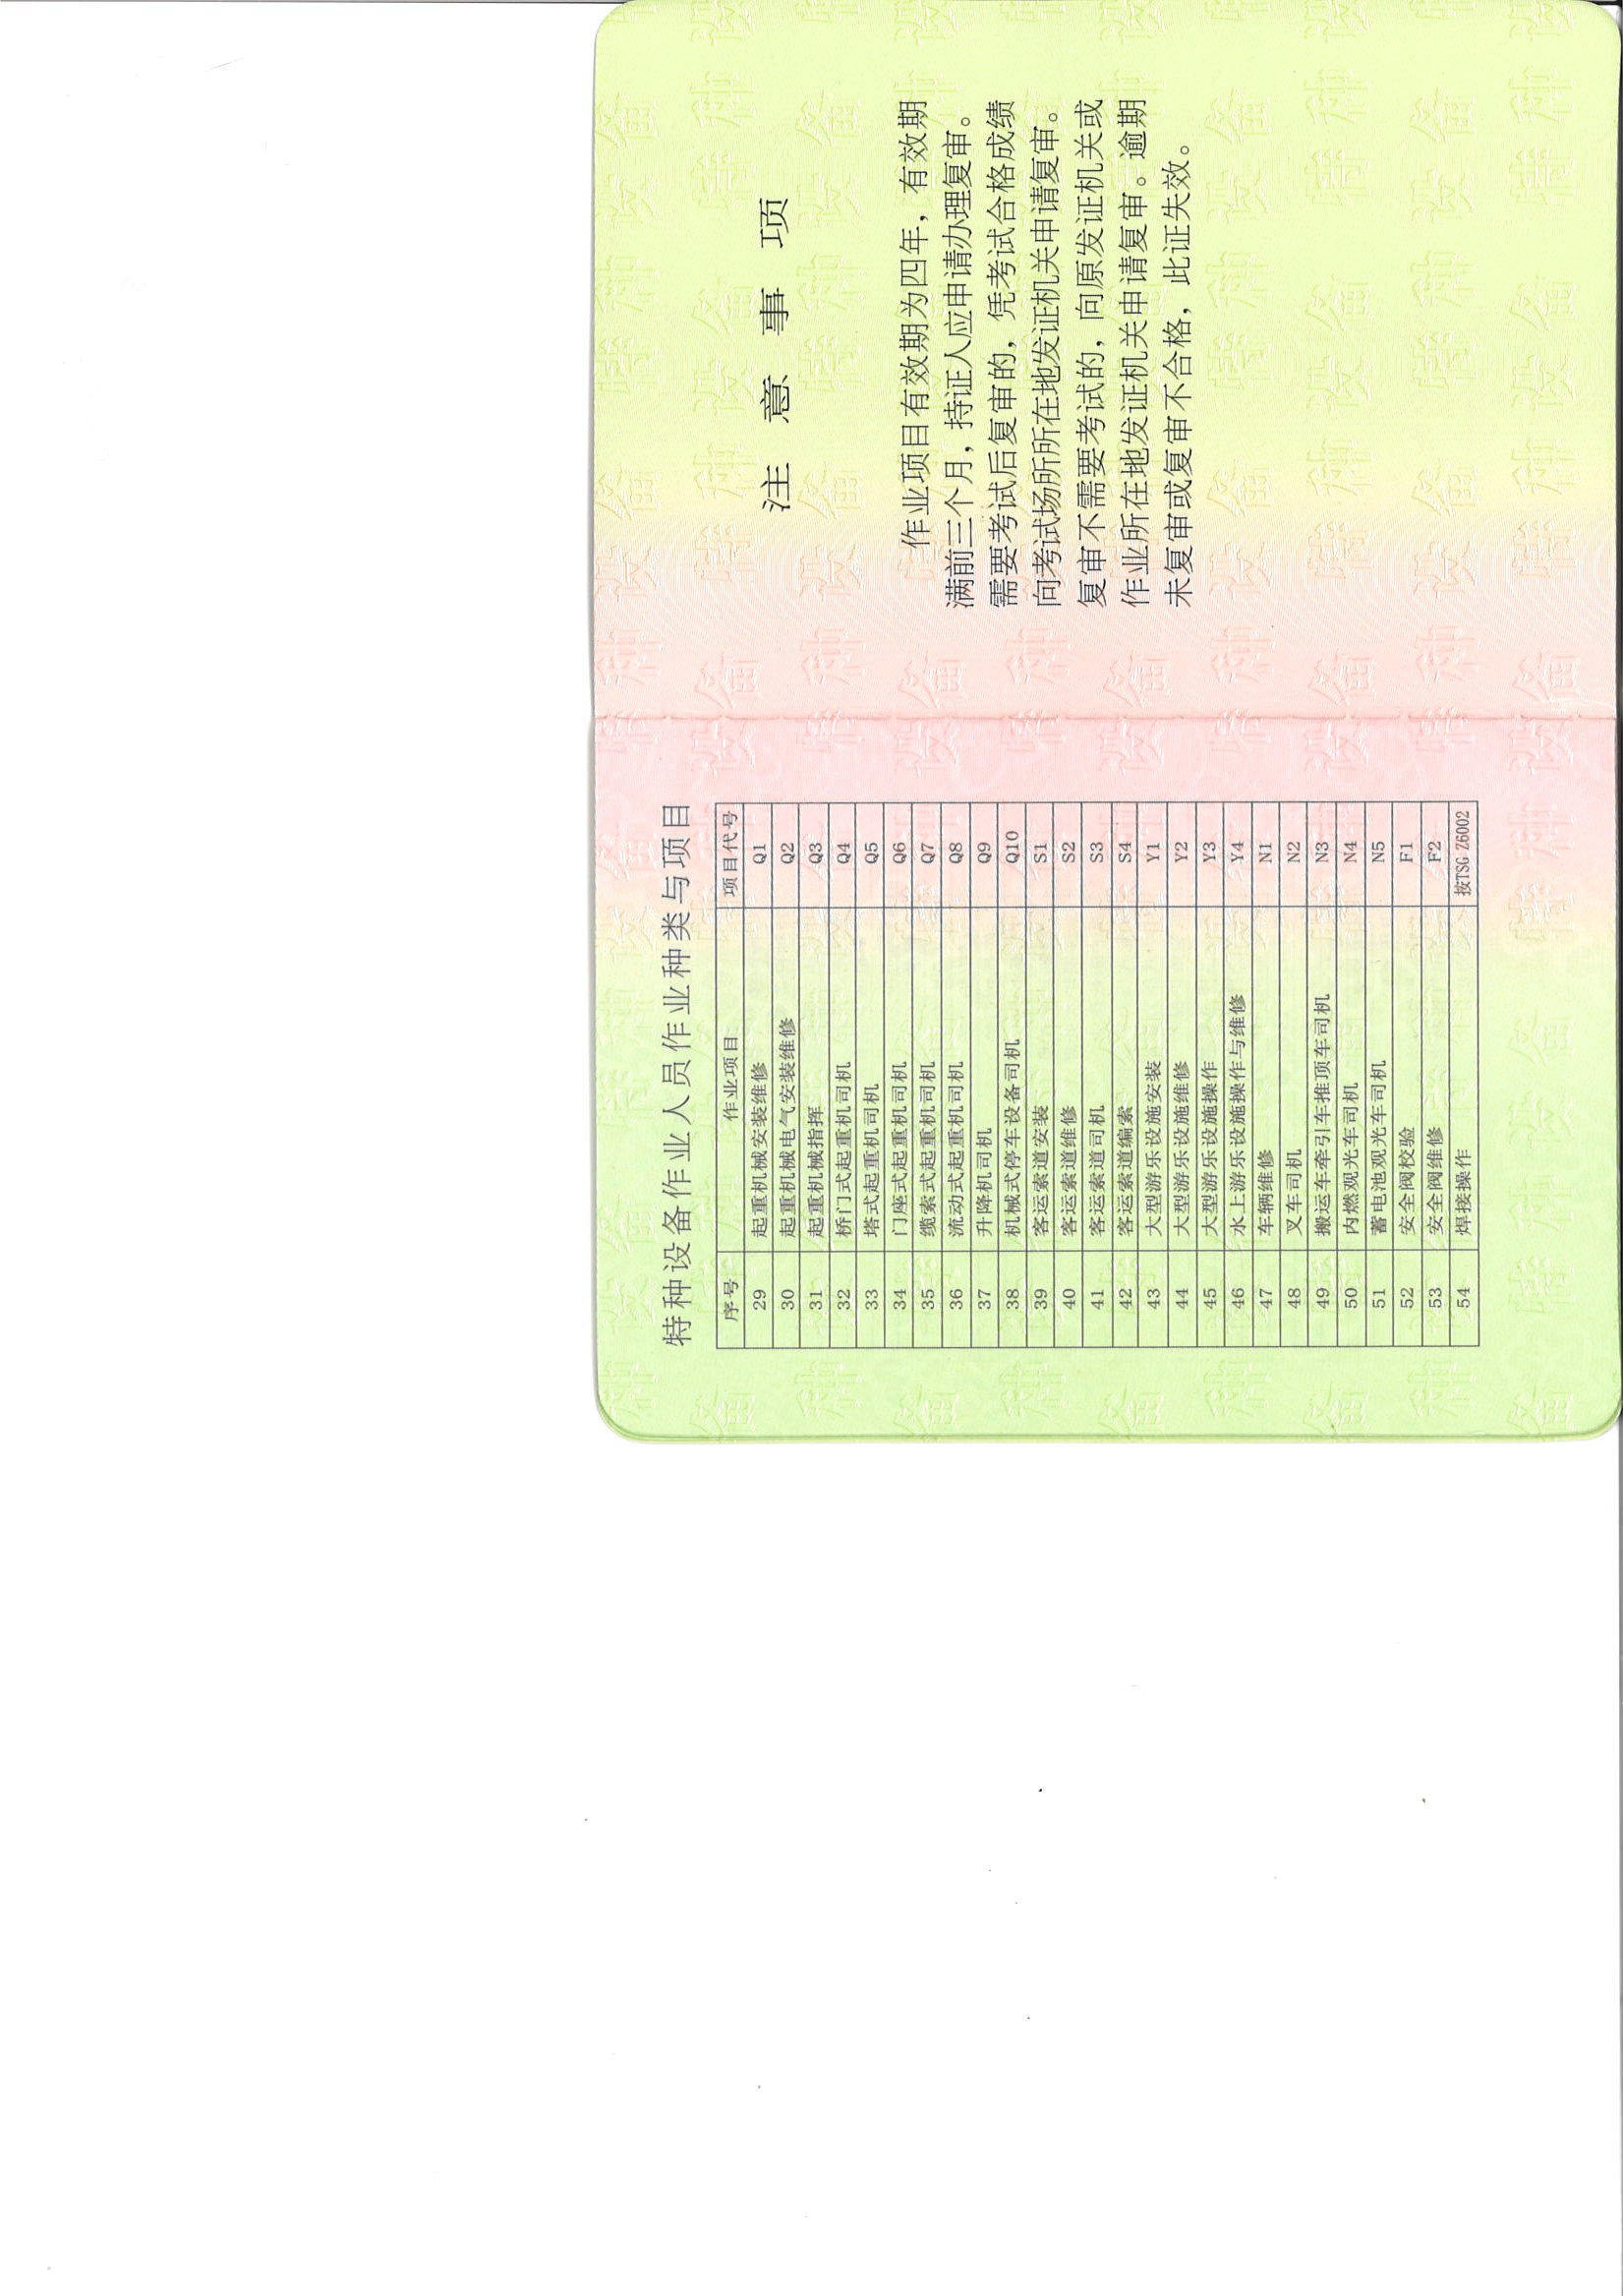 特种设备作业人员作业种类与项目
序号 作业项目 项目代号
29 起重机械安装维修 Q1
30 起重机械电气安装维修 Q2
31 起重机械指挥 Q3
32 桥门式起重机司机 Q4
33 塔式起重机司机 Q5
34 门座式起重机司机 Q6
35 缆索式起重机司机 Q7
36 流动式起重机司机 Q8
37 升降机司机 Q9
38 机械式停车设备司机 Q10
39 客运索道安装 S1
40 客运索道维修 S2
41 客运索道司机 S3
42 客运索道编索 S4
43 大型游乐设施安装 Y1
44 大型游乐设施维修 Y2
45 大型游乐设施操作 Y3
46 水上游乐设施操作与维修 Y4
47 车辆维修 N1
48 叉车司机 N2
49 搬运车牵引车推顶车司机 N3
50 内燃观光车司机 N4
51 蓄电池观光车司机 N5
52 安全阀校验 F1
53 安全阀维修 F2
54 焊接操作 按TSG Z6002
注意事项
作业项目有效期为四年，有效期
满前三个月，持证人应申请办理复审。
需要考试后复审的，凭考试合格成绩
向考试场所所在地发证机关申请复审。
复审不需要考试的，向原发证机关或
作业所在地发证机关申请复审。逾期
未复审或复审不合格，此证失效。